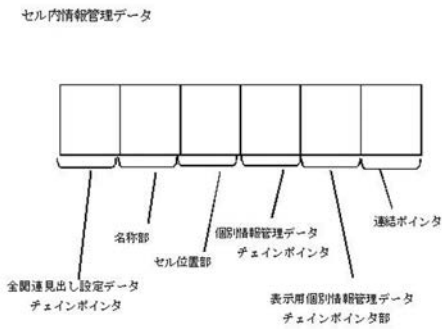 セル内情報管理データ
全関連見出し設定データ
チェインポインタ
名称部
セル位置部
個別情報管理データ
チェインポインタ
表示用個別情報管理データ
チェインポインタ部
連結ポインタ